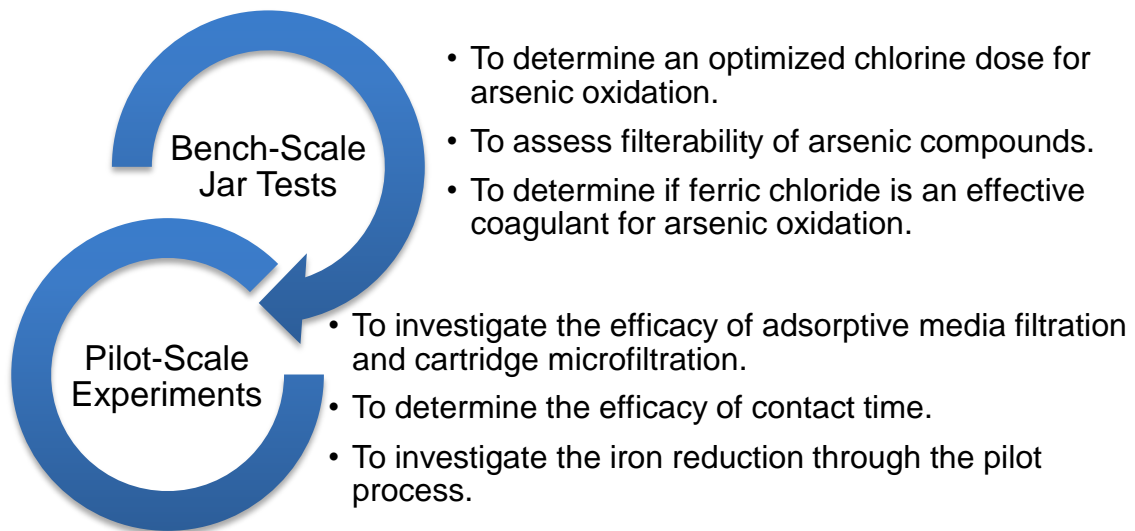 Bench-Scale
Jar Tests
• To determine an optimized chlorine dose for
arsenic oxidation.
• To assess filterability of arsenic compounds.
• To determine if ferric chloride is an effective
coagulant for arsenic oxidation.
Pilot-Scale
Experiments
• To investigate the efficacy of adsorptive media filtration
and cartridge microfiltration.
• To determine the efficacy of contact time.
• To investigate the iron reduction through the pilot
process.